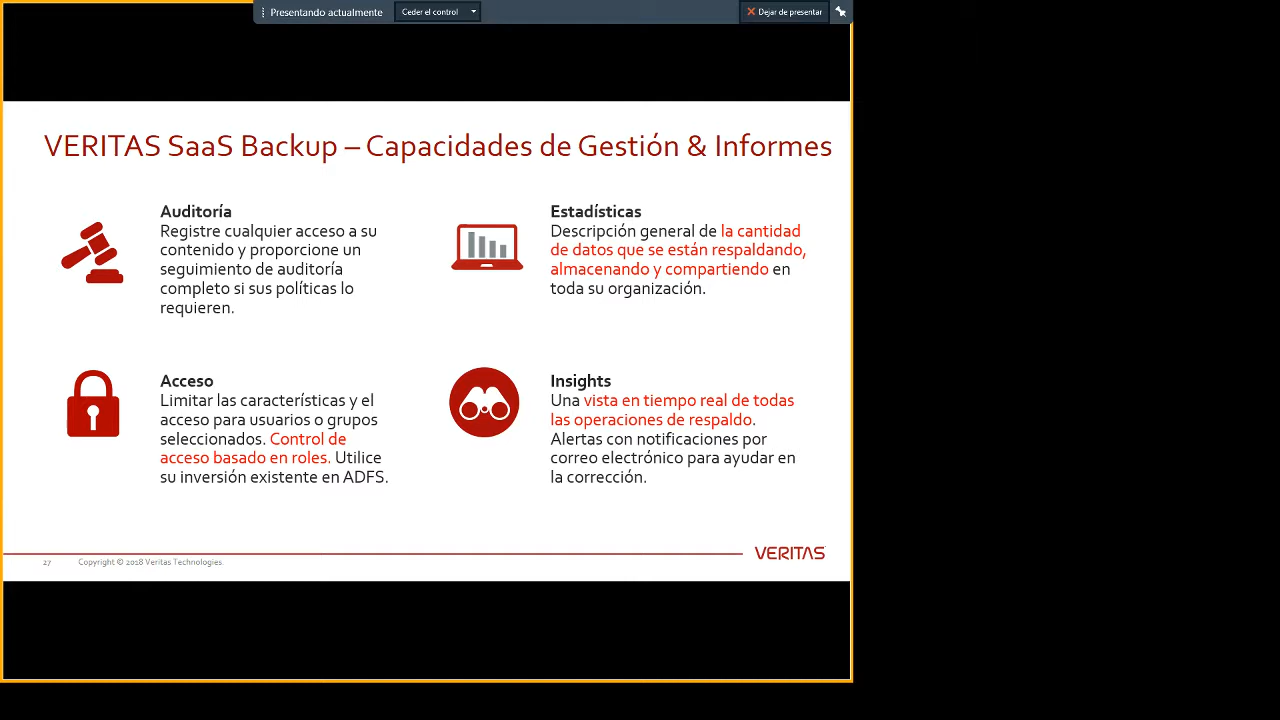 Presentando actualmente
Ceder el control
Dejar de presentar
VERITAS SaaS Backup – Capacidades de Gestión & Informes
Auditoría
Registre cualquier acceso a su
contenido y proporcione un
seguimiento de auditoría
completo si sus políticas lo
requieren.
Estadísticas
Descripción general de la cantidad
de datos que se están respaldando,
almacenando y compartiendo en
toda su organización.
Acceso
Limitar las características y el
acceso para usuarios o grupos
seleccionados. Control de
acceso basado en roles. Utilice
su inversión existente en ADFS.
Insights
Una vista en tiempo real de todas
las operaciones de respaldo.
Alertas con notificaciones por
correo electrónico para ayudar en
la corrección.
27
Copyright © 2018 Veritas Technologies.
VERITAS